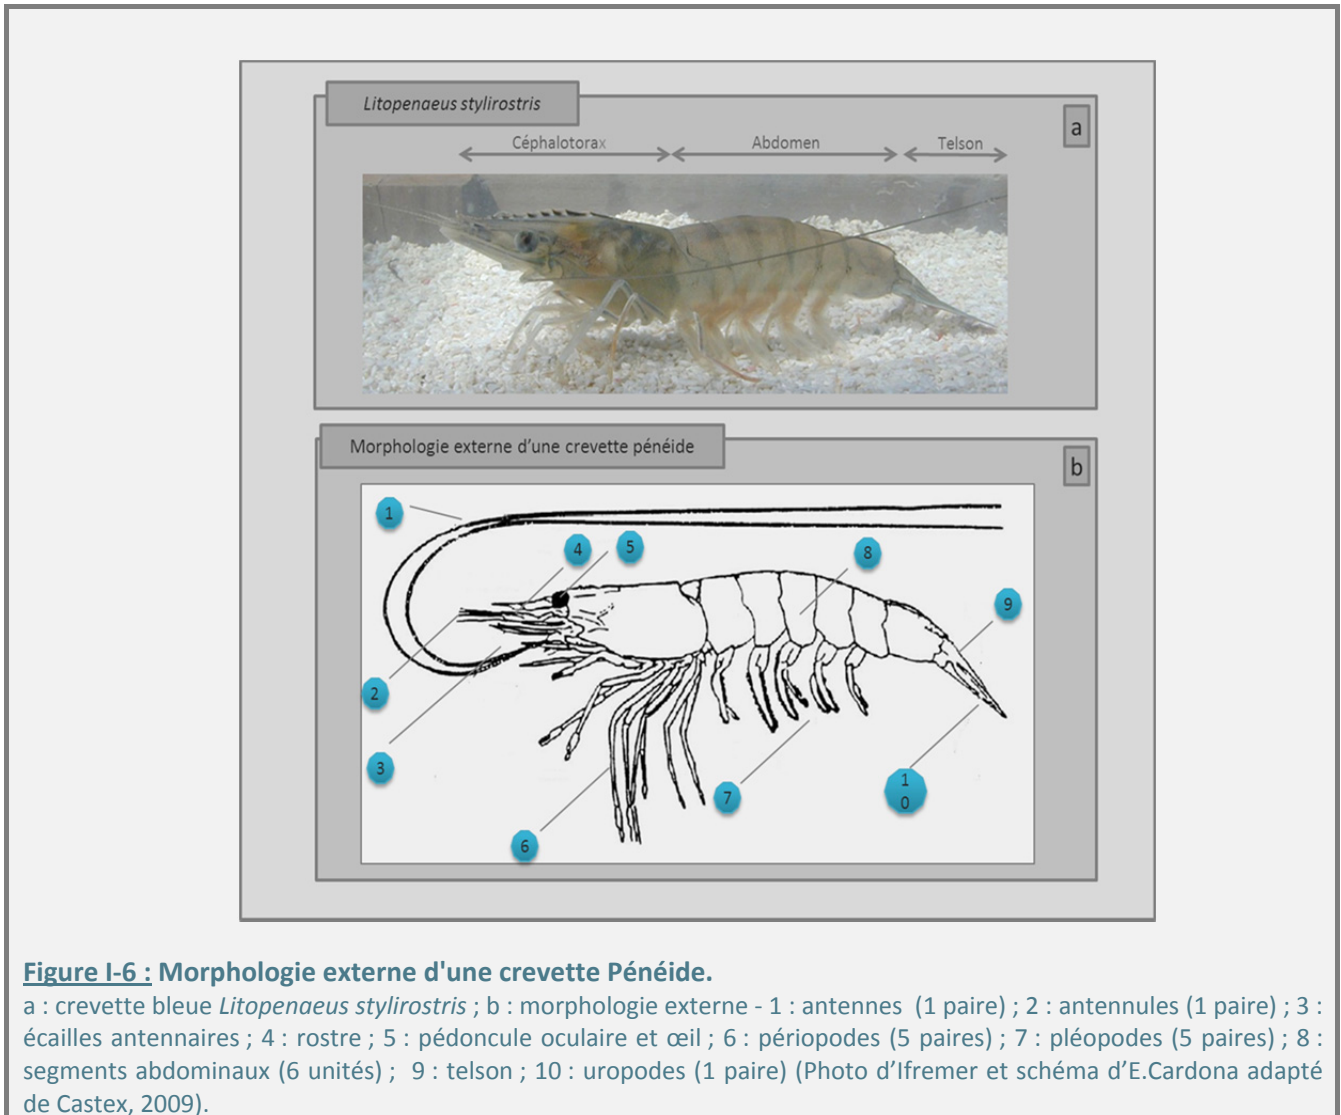 Litopenaeus stylirostris
a
Céphalotorax
Abdomen
Telson
Morphologie externe d'une crevette pénéide
b
1
4
5
8
9
2
3
7
10
6
Figure I-6 : Morphologie externe d'une crevette Pénéide.
a : crevette bleue Litopenaeus stylirostris ; b : morphologie externe - 1 : antennes (1 paire) ; 2 : antennules (1 paire) ; 3 :
écailles antennaires ; 4 : rostre ; 5 : pédoncule oculaire et œil ; 6 : périopodes (5 paires) ; 7 : pléopodes (5 paires) ; 8 :
segments abdominaux (6 unités) ; 9 : telson ; 10 : uropodes (1 paire) (Photo d'Ifremer et schéma d'E.Cardona adapté
de Castex, 2009).